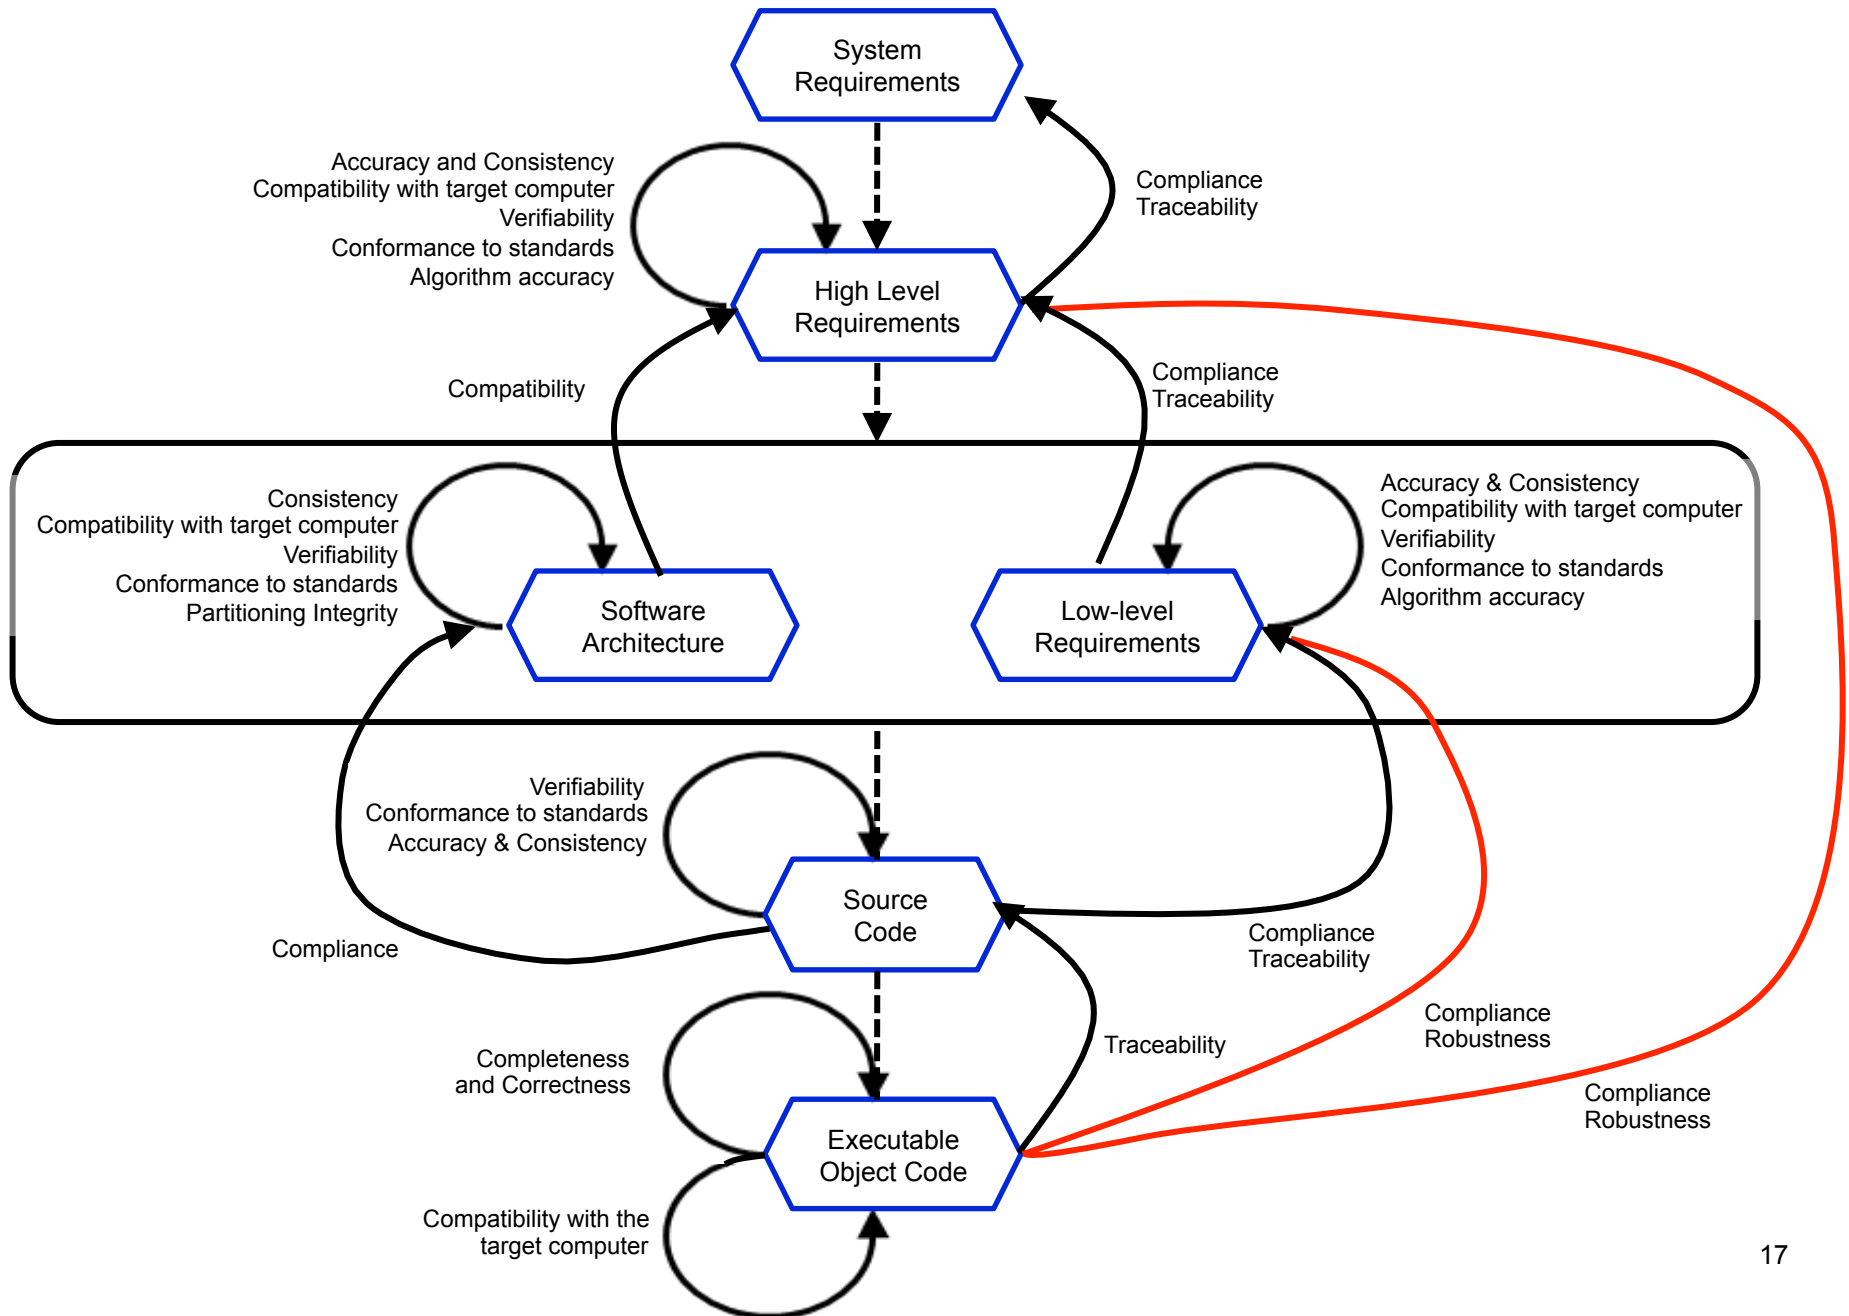 System
Requirements
Accuracy and Consistency
Compatibility with target computer
Verifiability
Conformance to standards
Algorithm accuracy
Compliance
Traceability
High Level
Requirements
Compatibility
Compliance
Traceability
Consistency
Compatibility with target computer
Verifiability
Conformance to standards
Partitioning Integrity
Accuracy & Consistency
Compatibility with target computer
Verifiability
Conformance to standards
Algorithm accuracy
Software
Architecture
Low-level
Requirements
Verifiability
Conformance to standards
Accuracy & Consistency
Source
Code
Compliance
Compliance
Traceability
Compliance
Robustness
Completeness
and Correctness
Traceability
Compliance
Robustness
Executable
Object Code
Compatibility with the
target computer
17